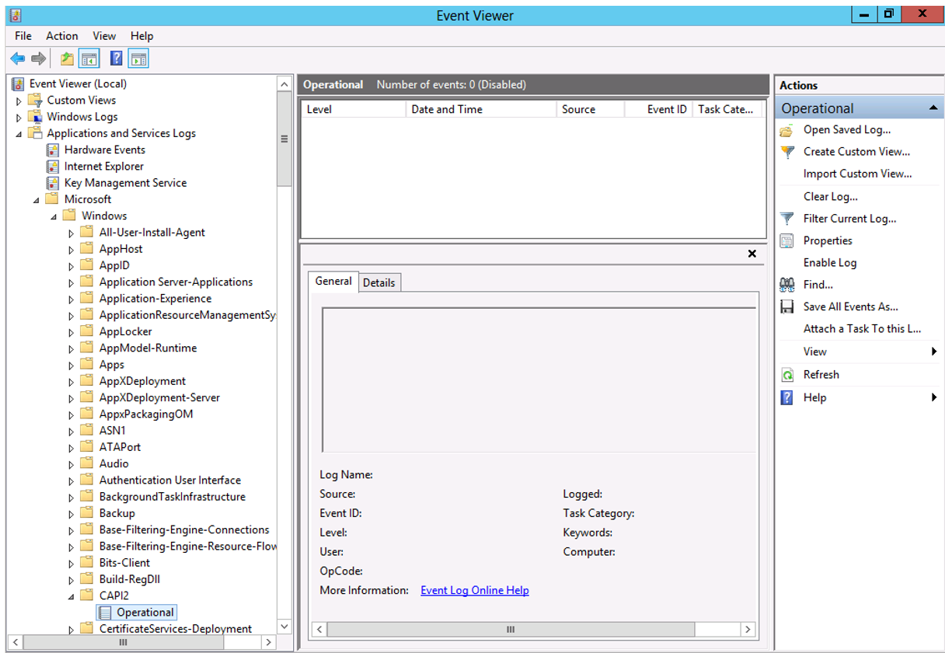 Event Viewer
File Action View Help
Event Viewer (Local)
Custom Views
Windows Logs
Applications and Services Logs
Hardware Events
Internet Explorer
Key Management Service
Microsoft
Windows
All-User-Install-Agent
AppHost
AppID
Application Server-Applications
Application-Experience
ApplicationResourceManagementSy
AppLocker
AppModel-Runtime
Apps
AppXDeployment
AppXDeployment-Server
AppxPackagingOM
ASN1
ATAPort
Audio
Authentication User Interface
BackgroundTaskInfrastructure
Backup
Base-Filtering-Engine-Connections
Base-Filtering-Engine-Resource-Flow
Bits-Client
Build-RegDll
CAPI2
Operational
CertificateServices-Deployment
Operational Number of events: 0 (Disabled)
Level Date and Time Source Event ID Task Cate...
General Details
Log Name:
Source: Logged:
Event ID: Task Category:
Level: Keywords:
User: Computer:
OpCode:
More Information: Event Log Online Help
Actions
Operational
Open Saved Log...
Create Custom View...
Import Custom View...
Clear Log...
Filter Current Log...
Properties
Enable Log
Find...
Save All Events As...
Attach a Task To this L...
View
Refresh
Help